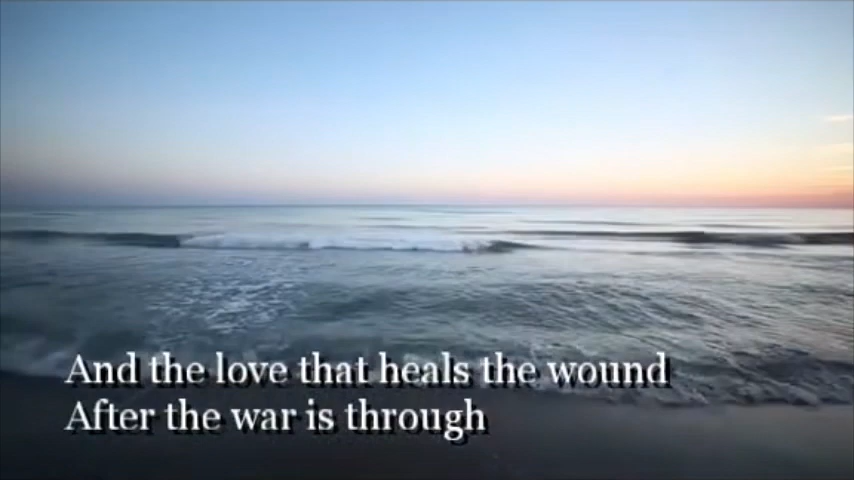 And the love that heals the wound
After the war is through